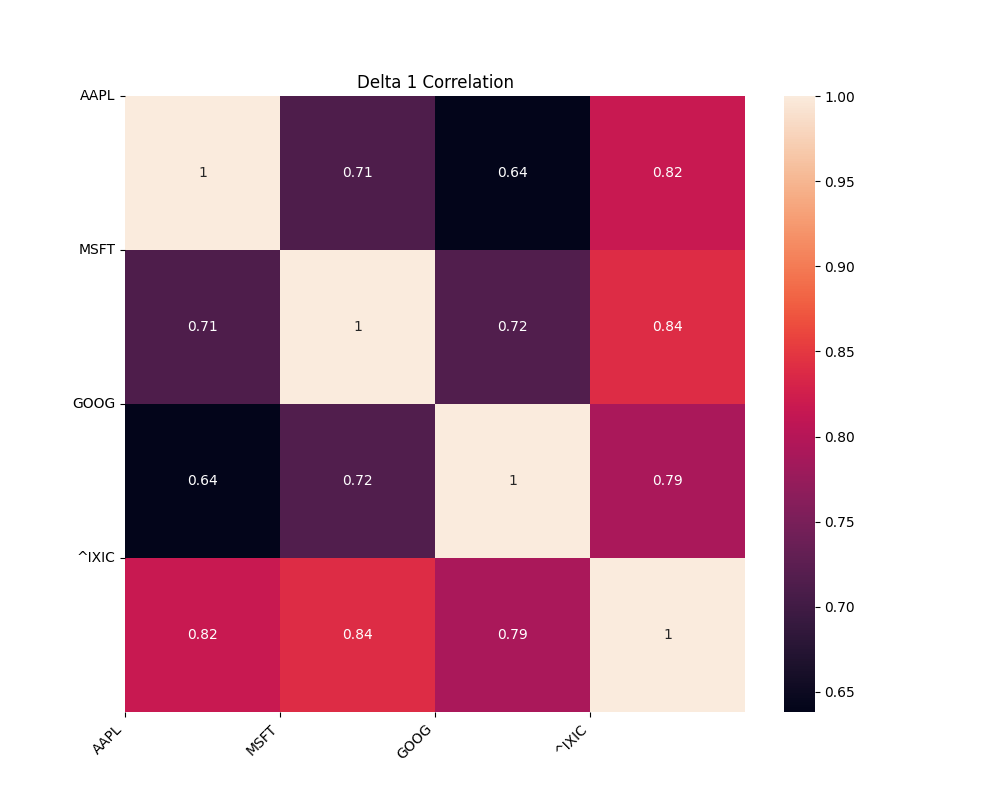 Delta 1 Correlation
AAPL
MSFT
GOOG
^IXIC
1 0.71 0.64 0.82
0.71 1 0.72 0.84
0.64 0.72 1 0.79
0.82 0.84 0.79 1
AAPL MSFT GOOG ^IXIC
1.00
0.95
0.90
0.85
0.80
0.75
0.70
0.65